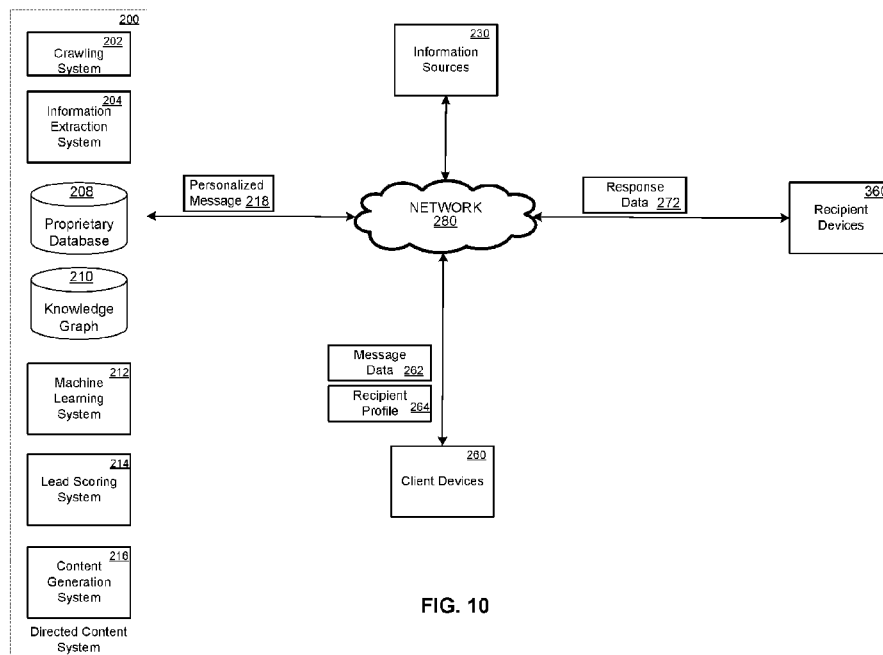 200
202
Crawling
System
204
Information
Extraction
System
208
Proprietary
Database
210
Knowledge
Graph
212
Machine
Learning
System
214
Lead Scoring
System
216
Content
Generation
System
Directed Content
System
Personalized
Message 218
230
Information
Sources
NETWORK
280
Response
Data 272
360
Recipient
Devices
Message
Data 262
Recipient
Profile 264
260
Client Devices
FIG. 10